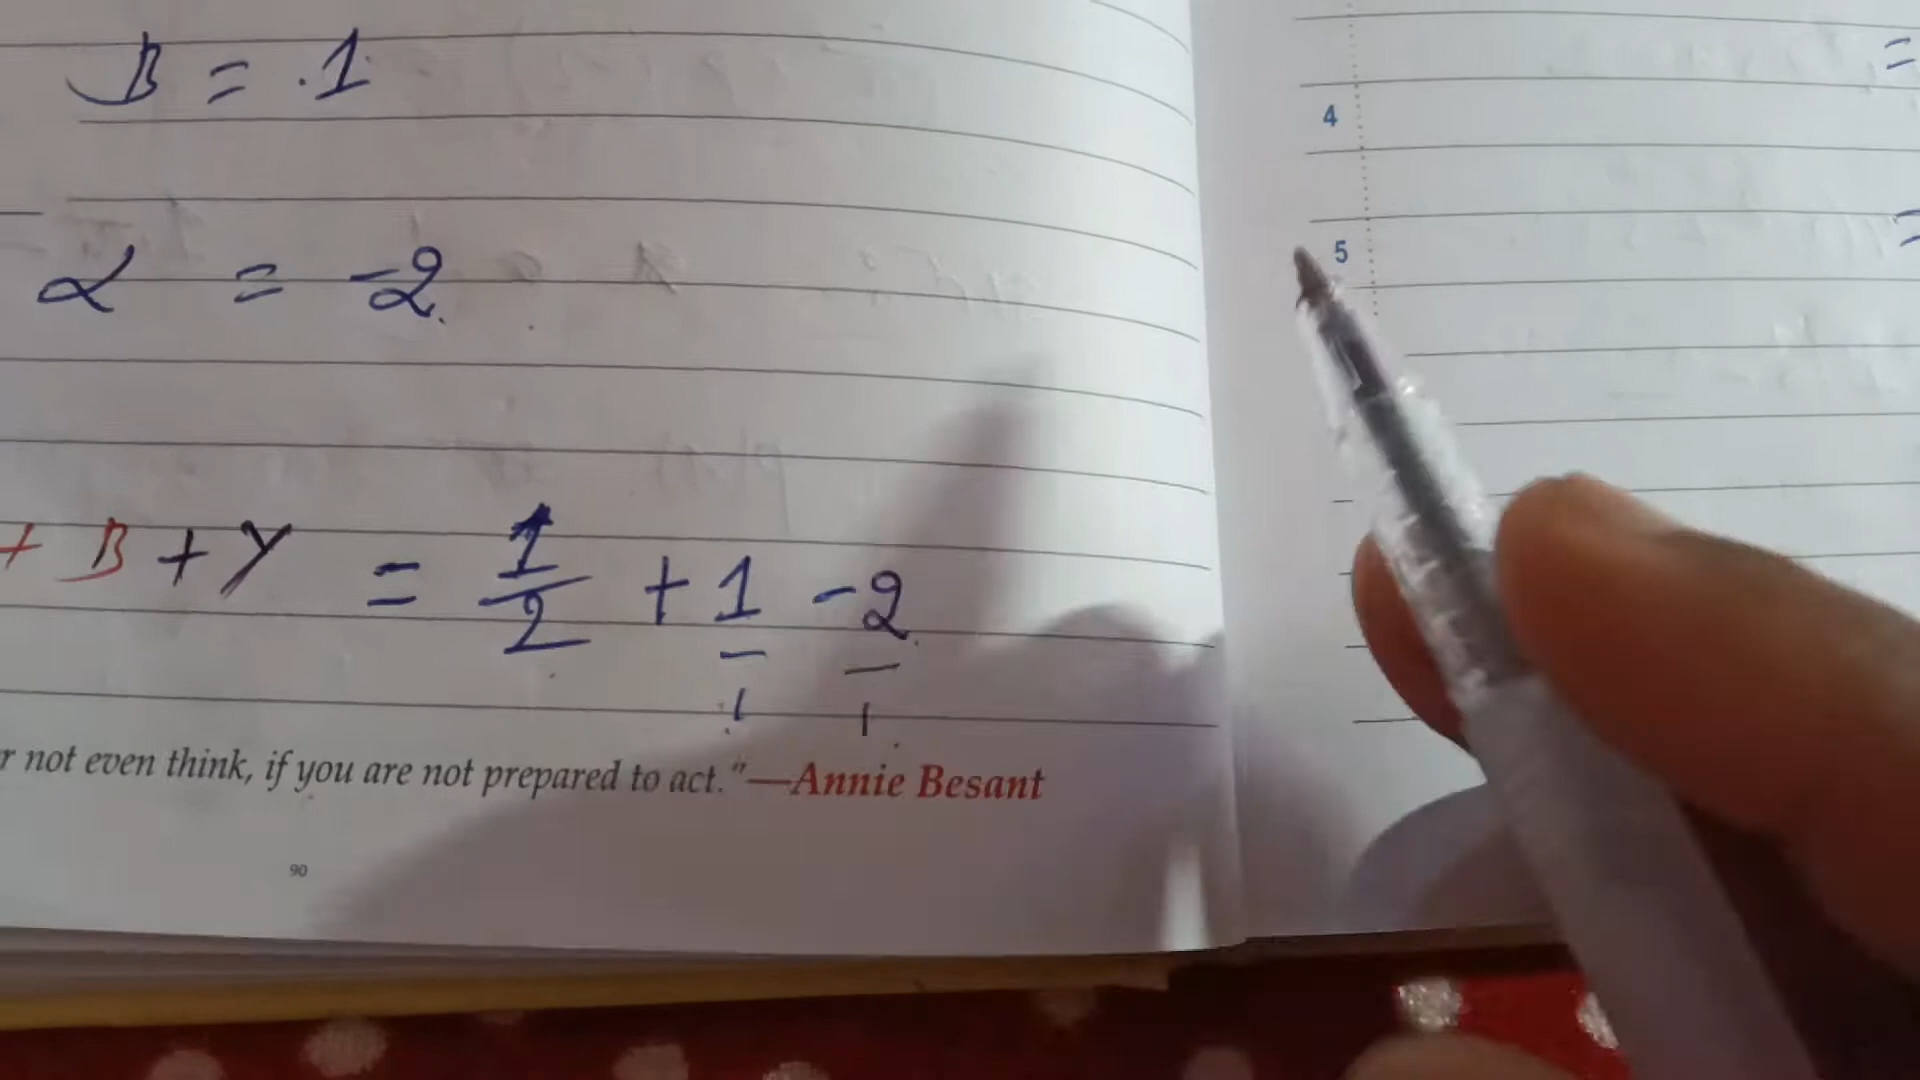 B = 1
4
α = -2
5
+ B + γ = 1/2 + 1/1 - 2/1
r not even think, if you are not prepared to act."—Annie Besant
90